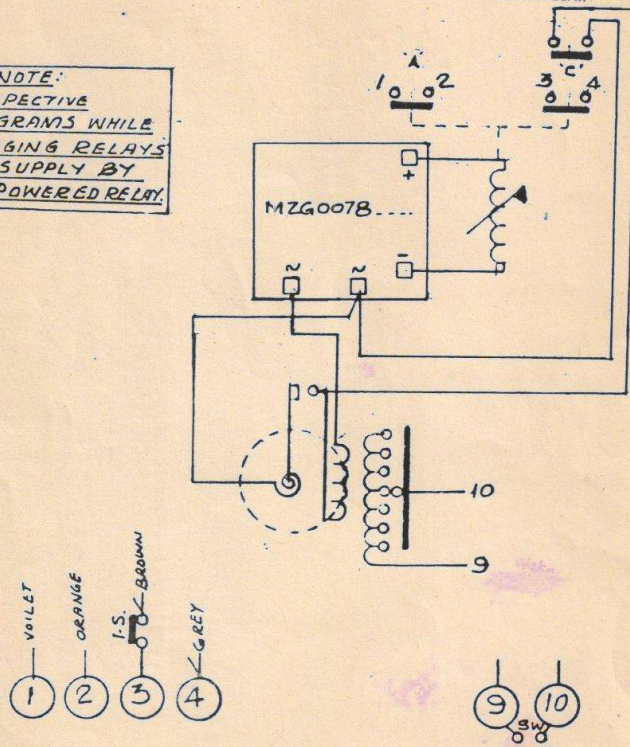 NOTE:
PECTIVE
GRAMS WHILE
GING RELAYS
SUPPLY BY
POWERED RELAY.
'A'
1 2
'C'
3 4
+
MZG0078----
-
~ ~
10
9
VOILET
ORANGE
I.S.
BROWN
GREY
1 2 3 4
9 10
SW